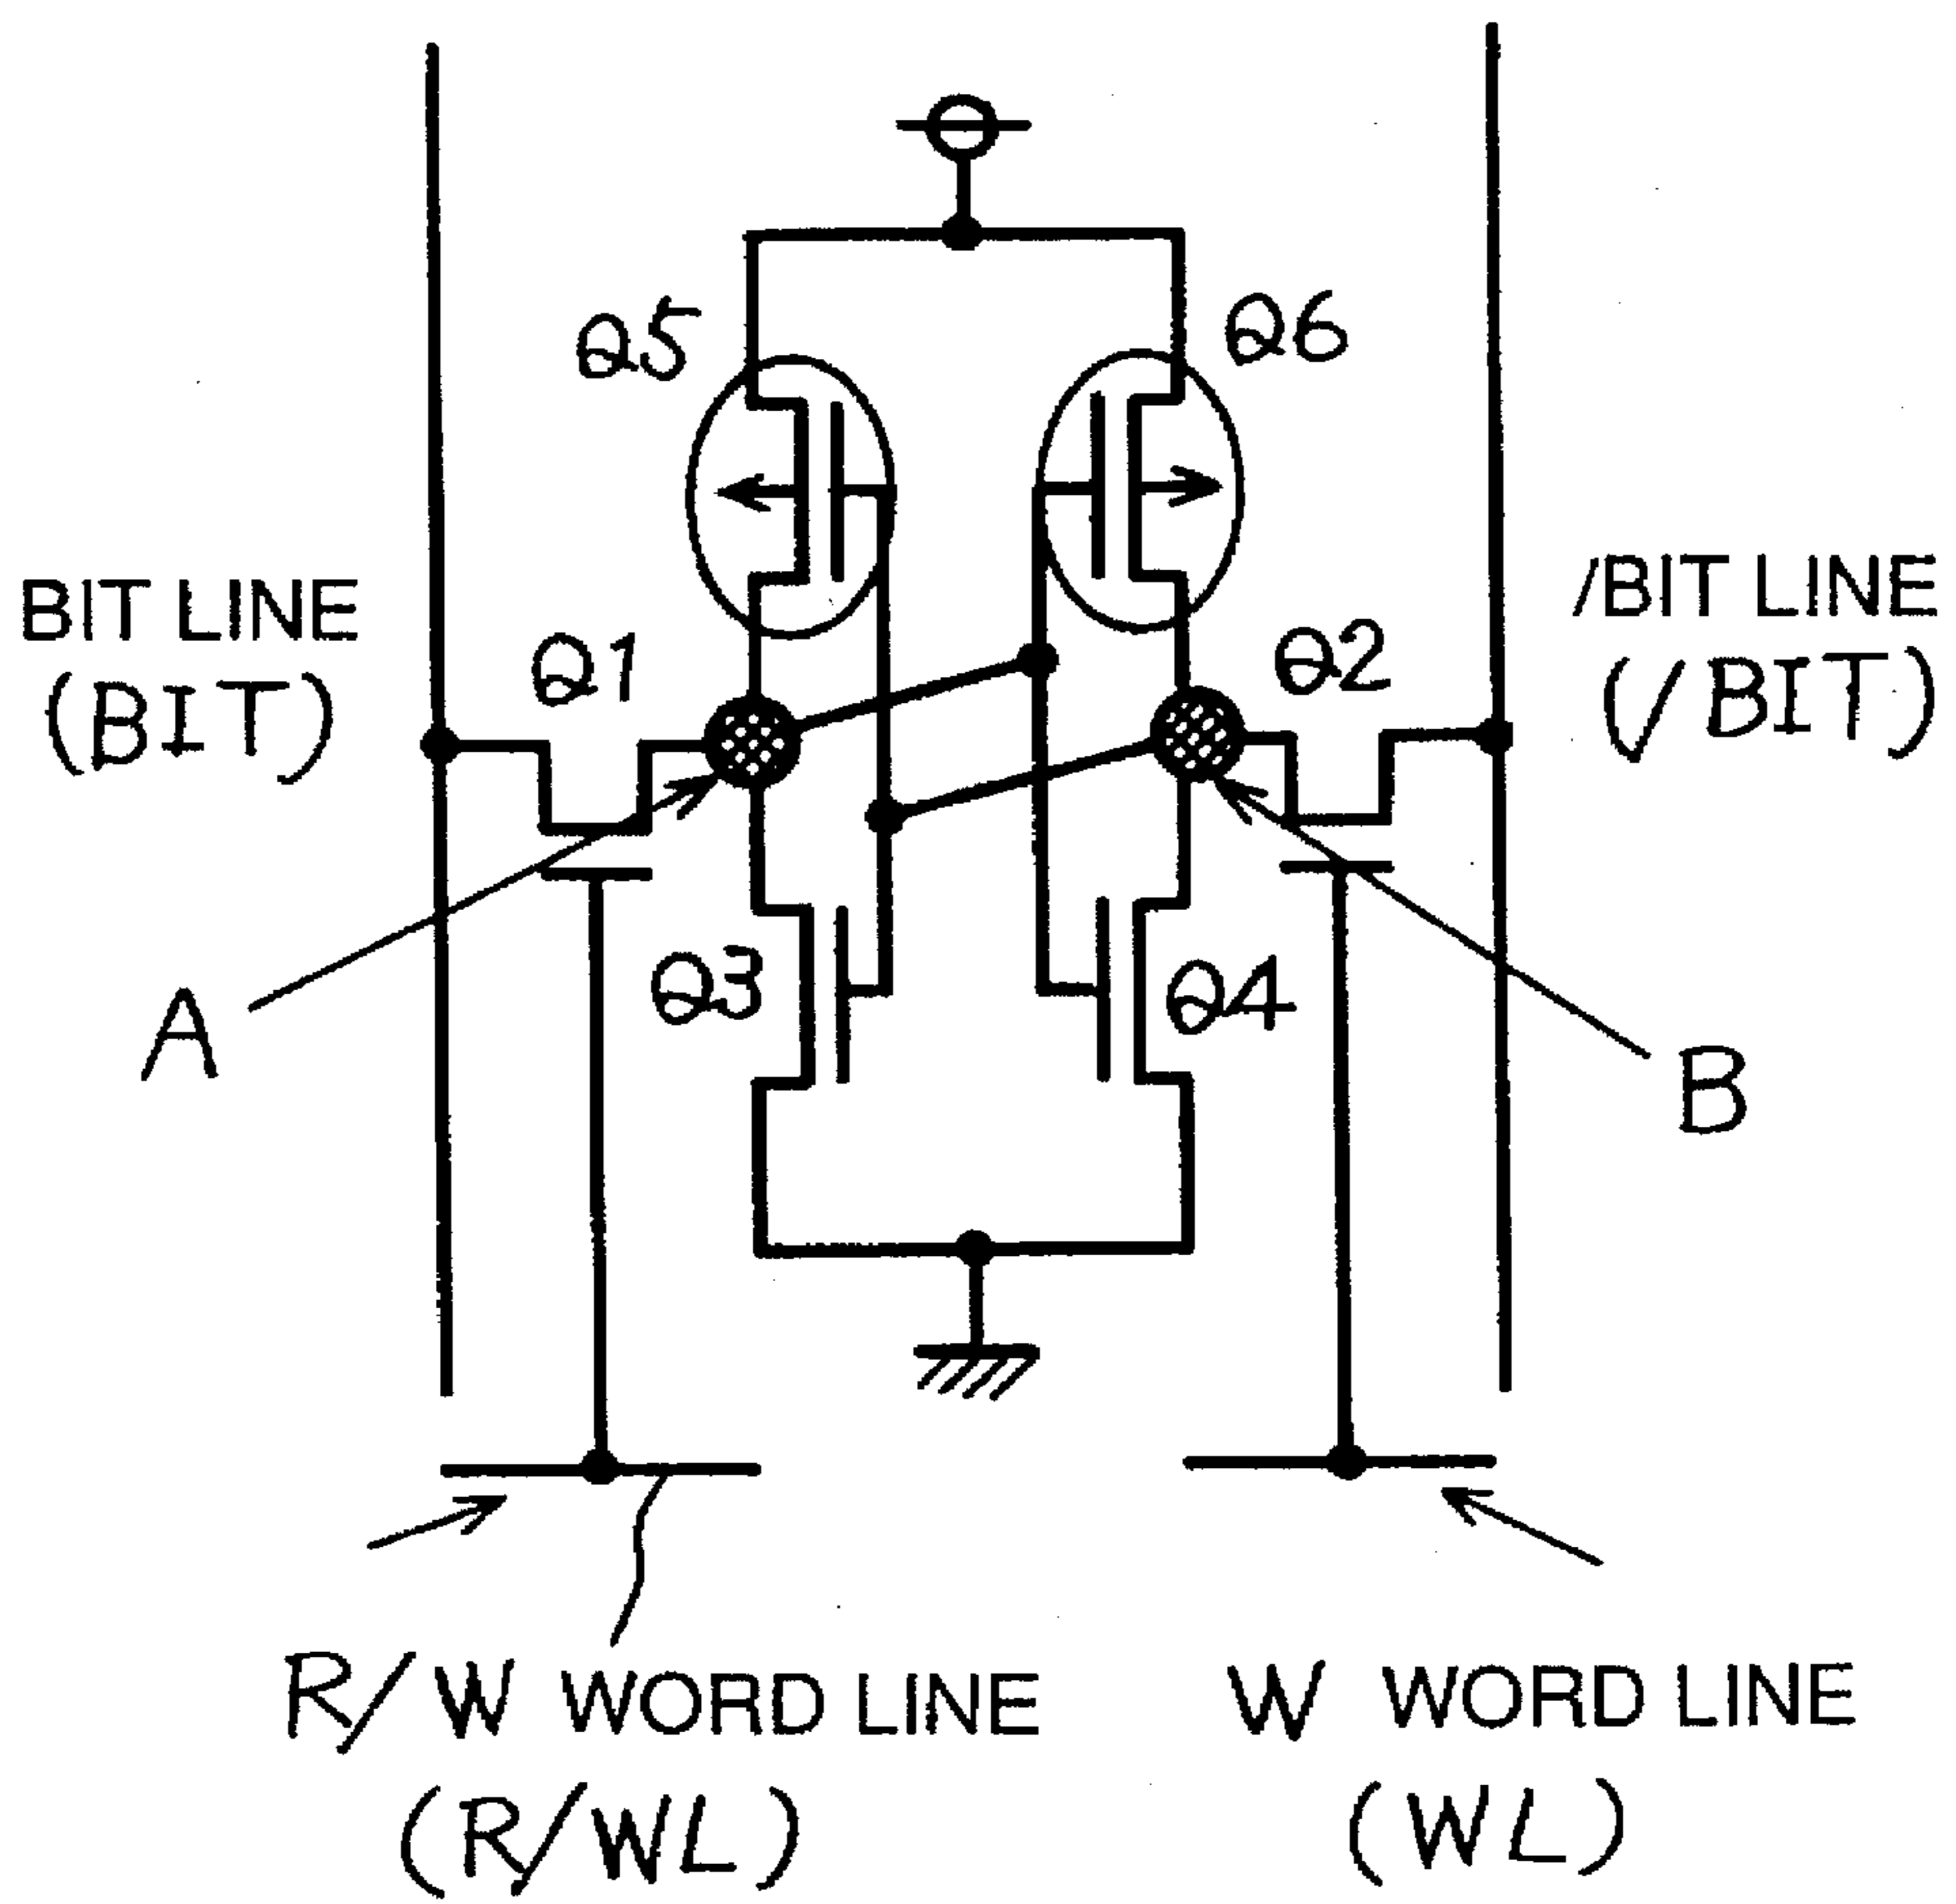 Q5
Q6
BIT LINE
(BIT)
/BIT LINE
(/BIT)
Q1
Q2
A
Q3
Q4
B
R/W WORD LINE
(R/WL)
W WORD LINE
(WL)